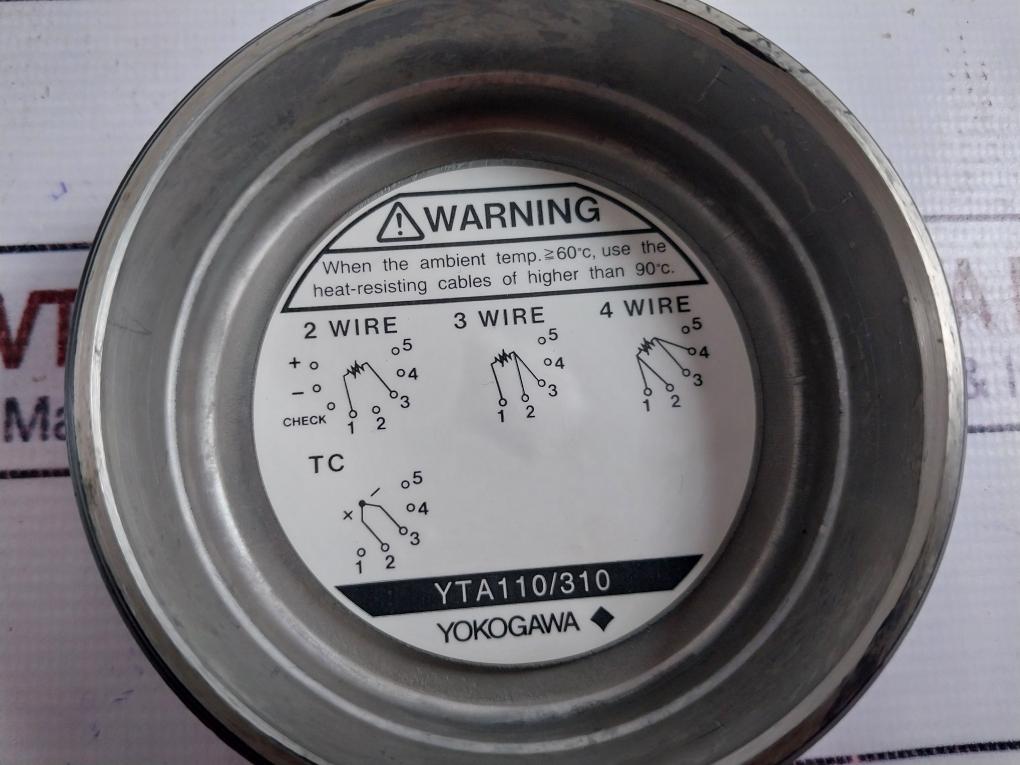 WARNING
When the ambient temp.≧60°c, use the
heat-resisting cables of higher than 90°c.
2 WIRE 3 WIRE 4 WIRE
+ 5 5 5
− 4 4 4
CHECK 1 2 3 1 2 3 1 2 3
TC
+ − 5
4
1 2 3
YTA110/310
YOKOGAWA
VT
Ma
&